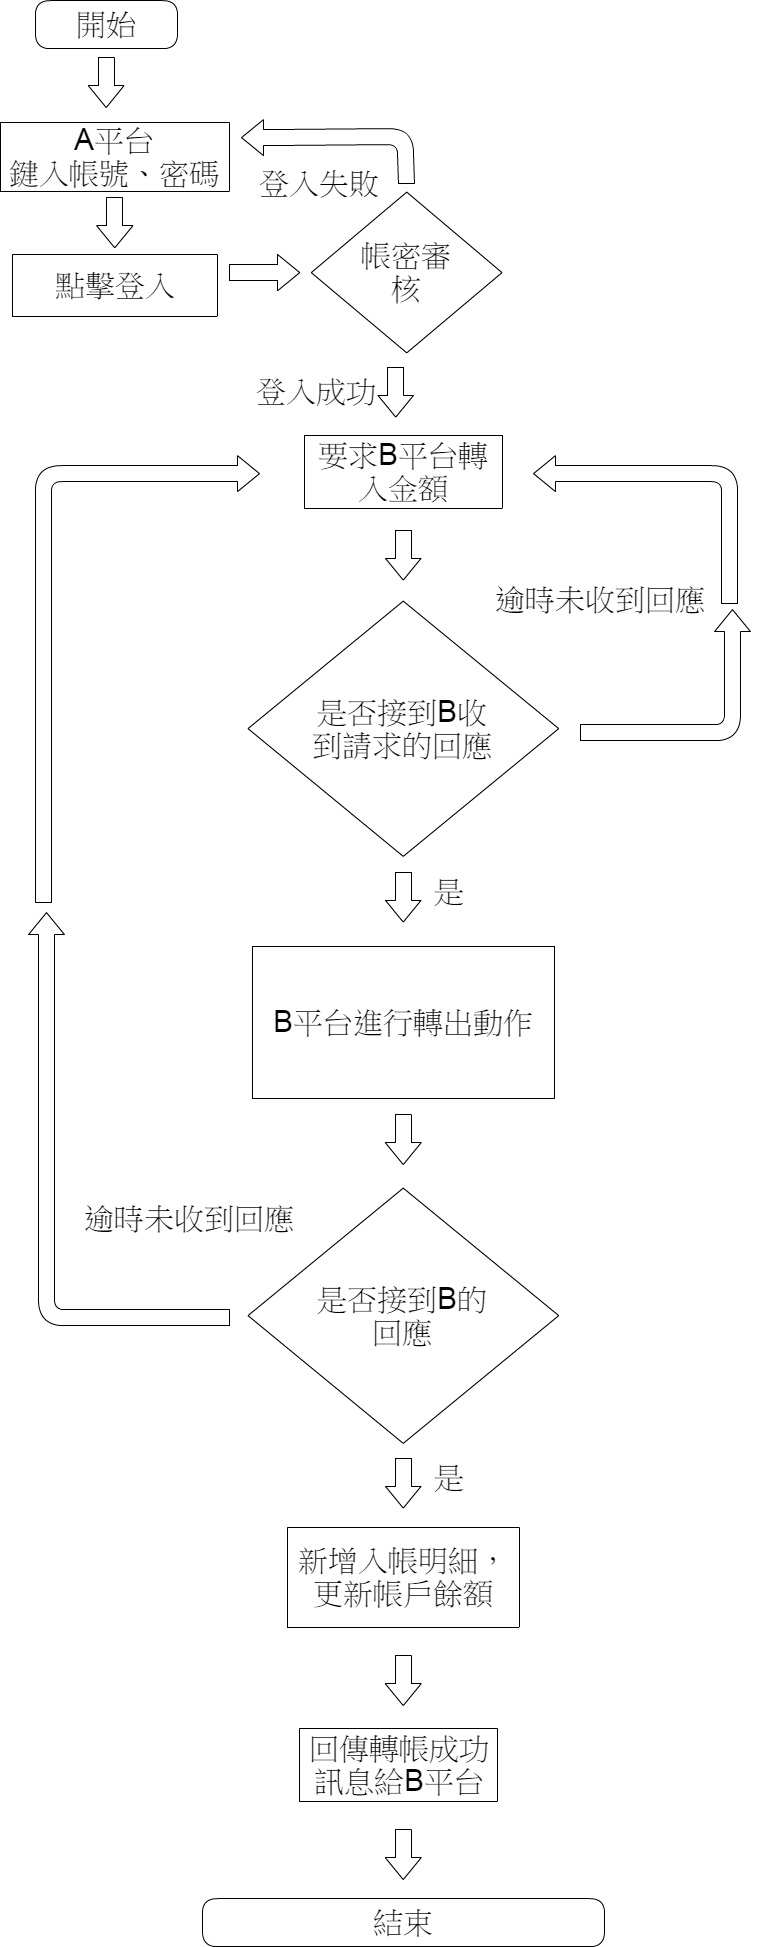 開始
A平台
鍵入帳號、密碼
登入失敗
點擊登入
帳密審
核
登入成功
要求B平台轉
入金額
逾時未收到回應
是否接到B收
到請求的回應
是
B平台進行轉出動作
逾時未收到回應
是否接到B的
回應
是
新增入帳明細，
更新帳戶餘額
回傳轉帳成功
訊息給B平台
結束